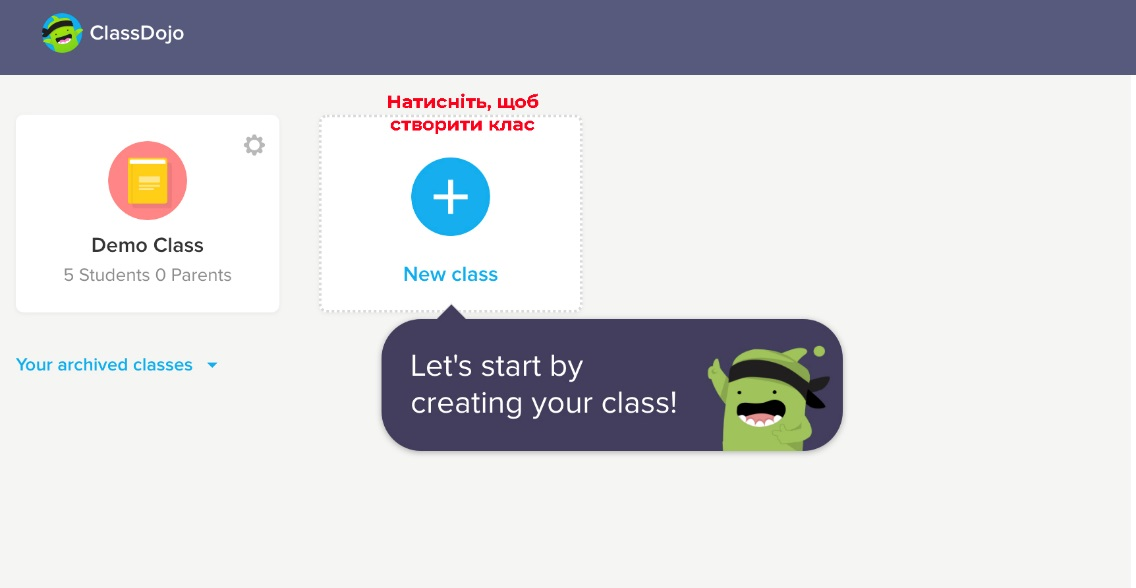 ClassDojo
Натисніть, щоб
створити клас
Demo Class
5 Students 0 Parents
New class
Your archived classes
Let's start by
creating your class!